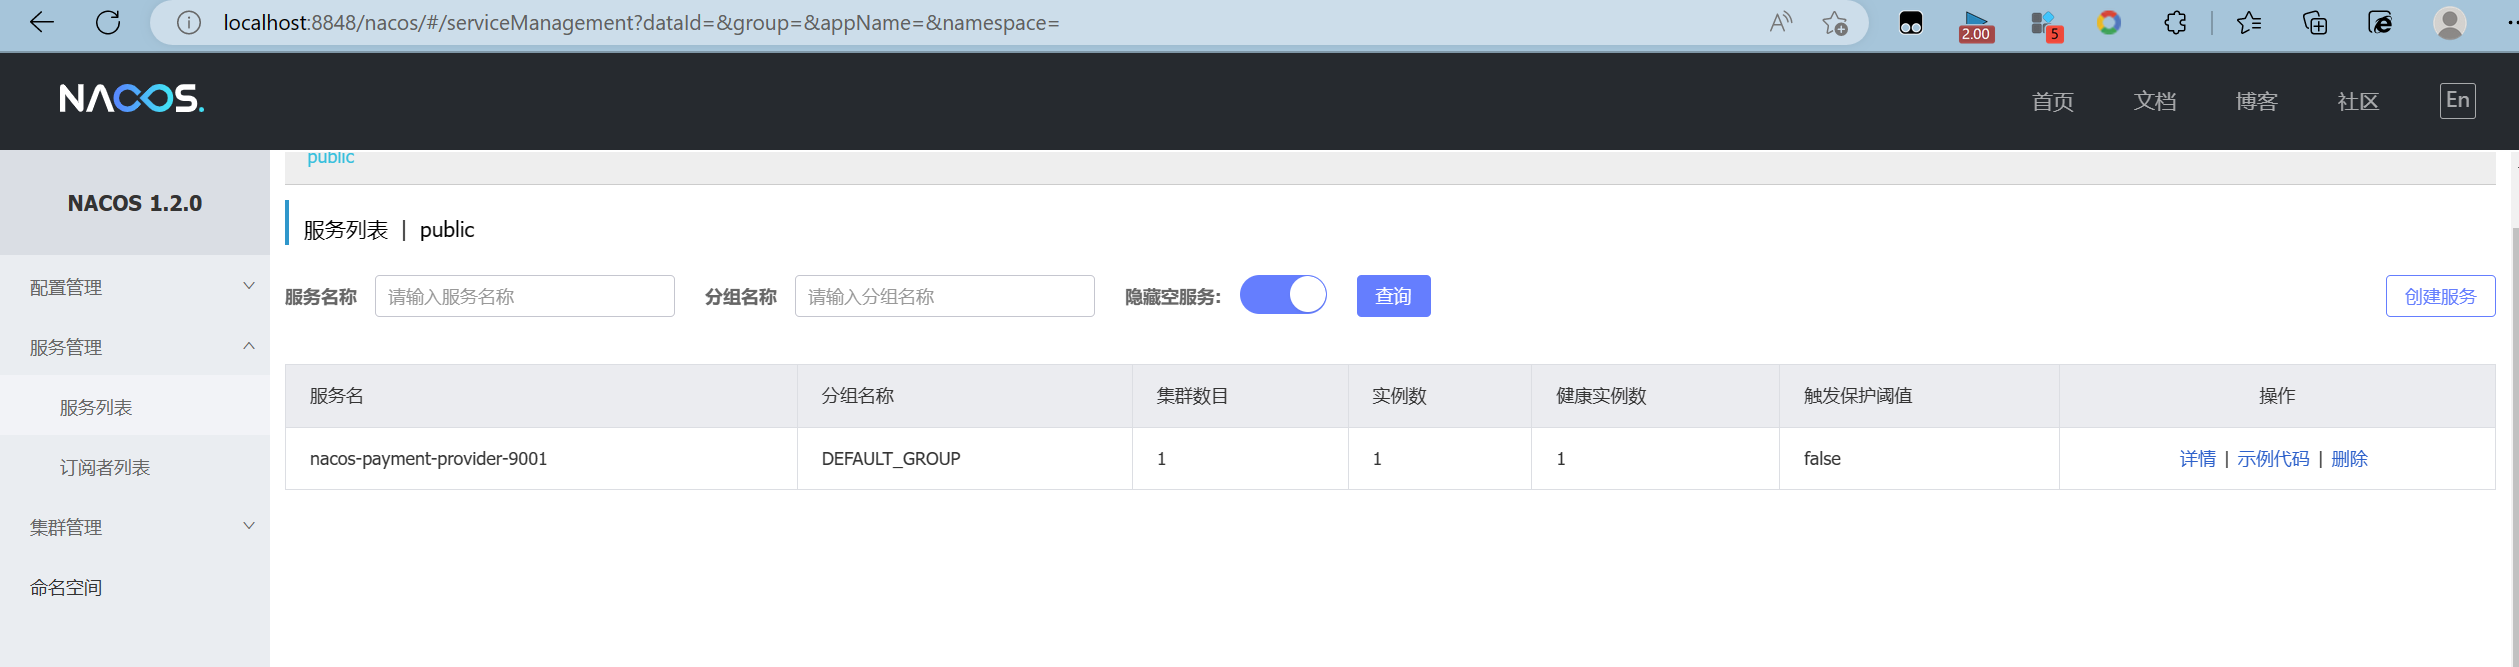 localhost:8848/nacos/#/serviceManagement?dataId=&group=&appName=&namespace=
2.00
5
NACOS.
首页 文档 博客 社区 En
public
NACOS 1.2.0
配置管理
服务管理
服务列表
订阅者列表
集群管理
命名空间
服务列表 | public
服务名称 请输入服务名称 分组名称 请输入分组名称 隐藏空服务: 查询 创建服务
服务名 分组名称 集群数目 实例数 健康实例数 触发保护阈值 操作
nacos-payment-provider-9001 DEFAULT_GROUP 1 1 1 false 详情 | 示例代码 | 删除